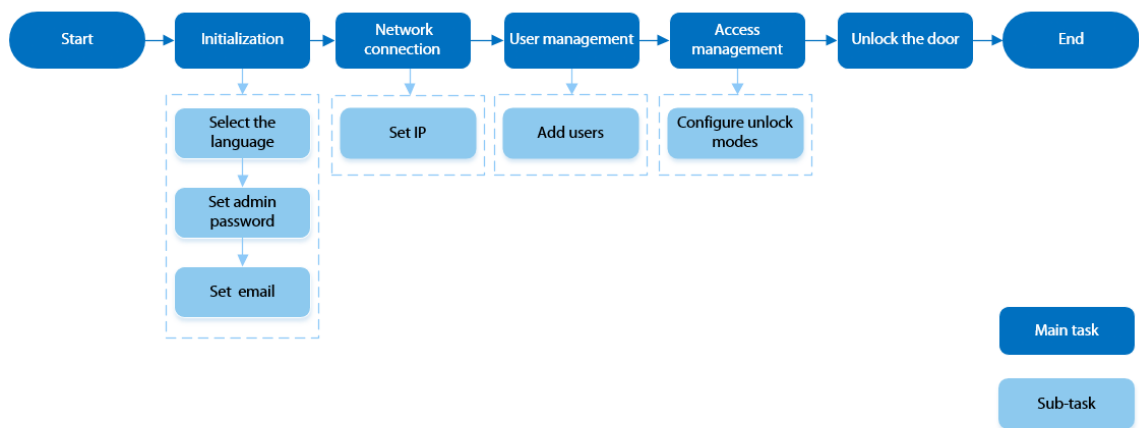 Start
Initialization
Network
connection
User management
Access
management
Unlock the door
End
Select the
language
Set IP
Add users
Configure unlock
modes
Set admin
password
Set email
Main task
Sub-task